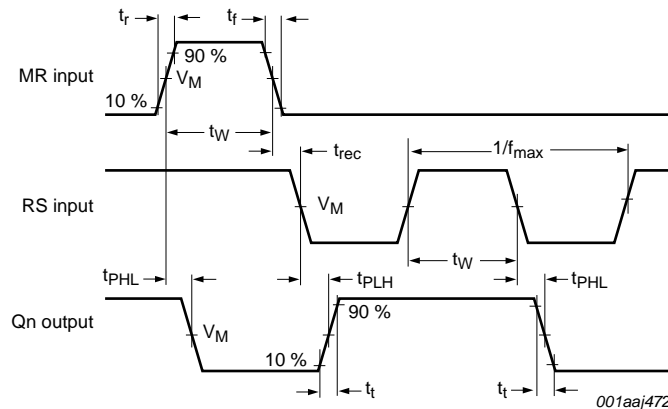 tr
tf
90 %
MR input
VM
10 %
tW
trec
1/fmax
RS input
VM
tW
tPHL
tPLH
tPHL
Qn output
VM
90 %
10 %
tt
tt
001aaj472